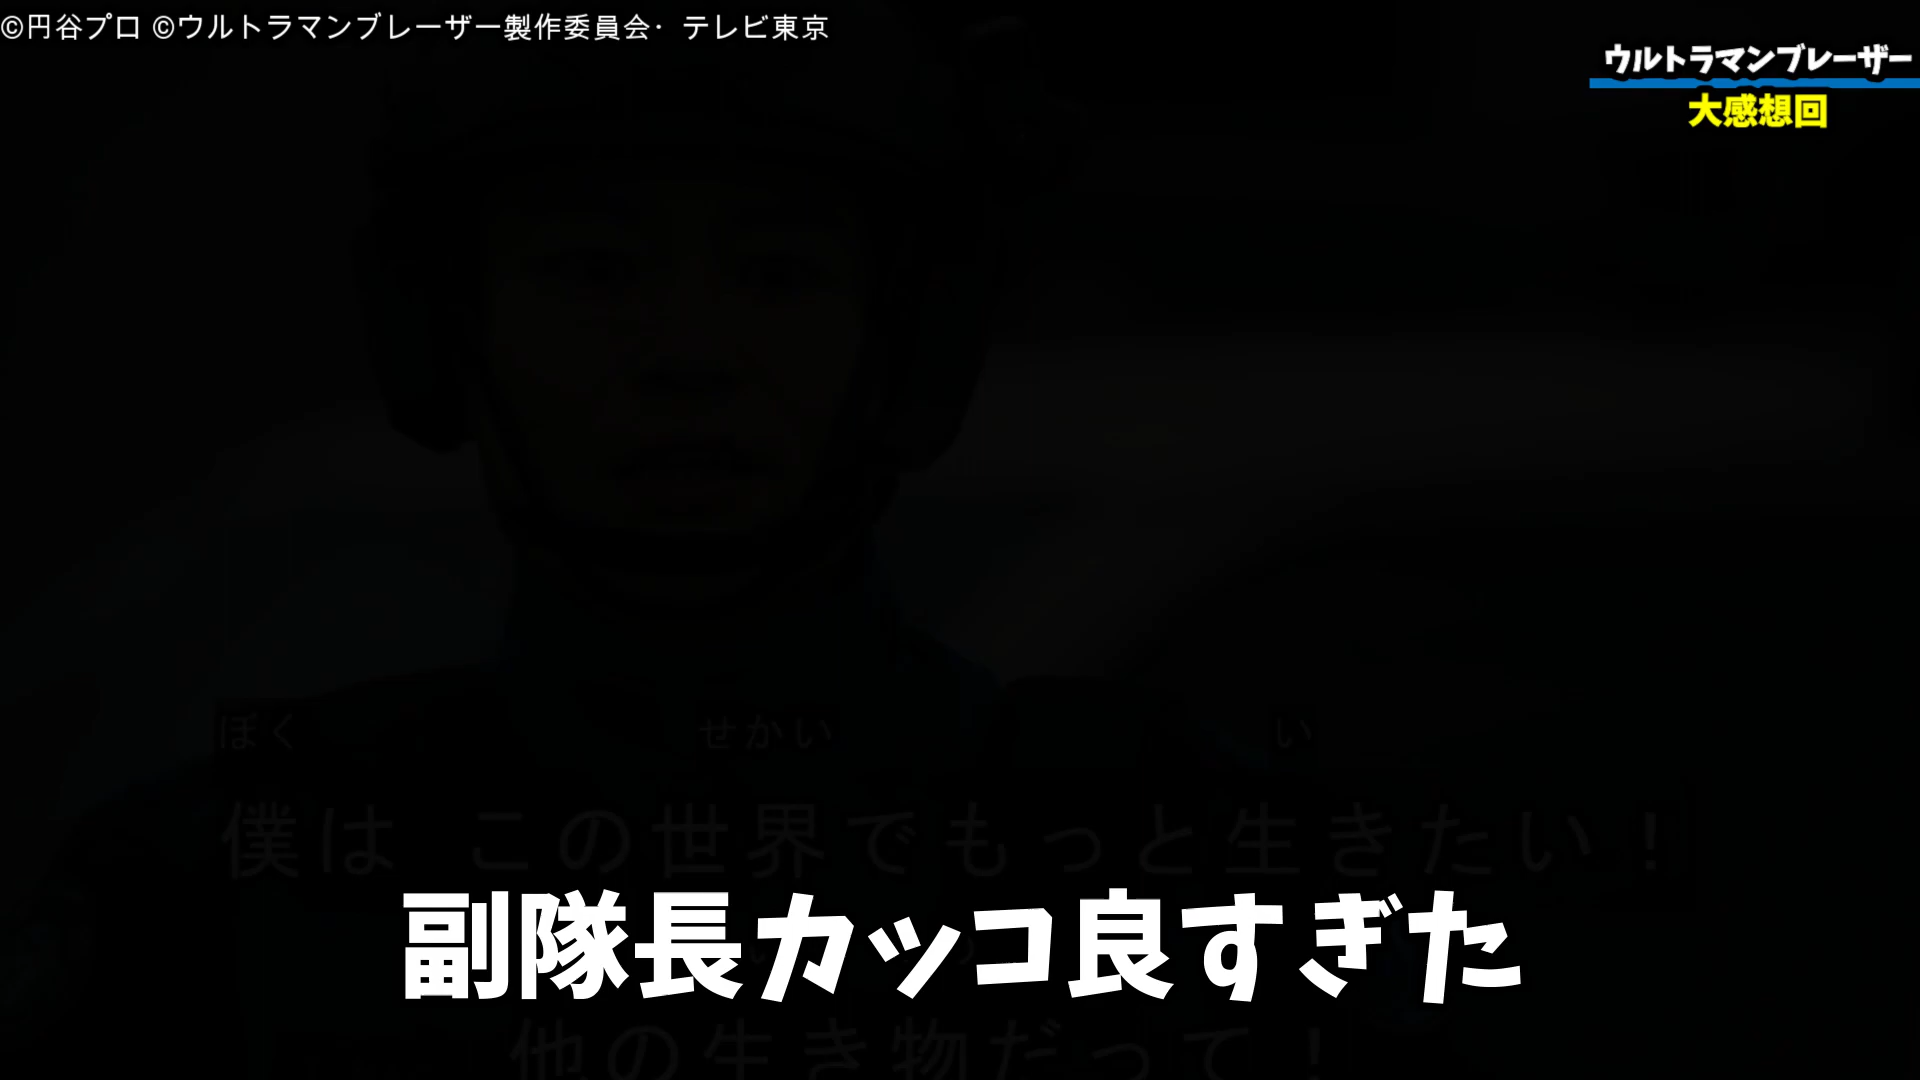 ©円谷プロ ©ウルトラマンブレーザー製作委員会・テレビ東京
ウルトラマンブレーザー
大感想回
ぼく せかい い
僕は この世界でもっと生きたい！
副隊長カッコ良すぎた
他の生き物だって！